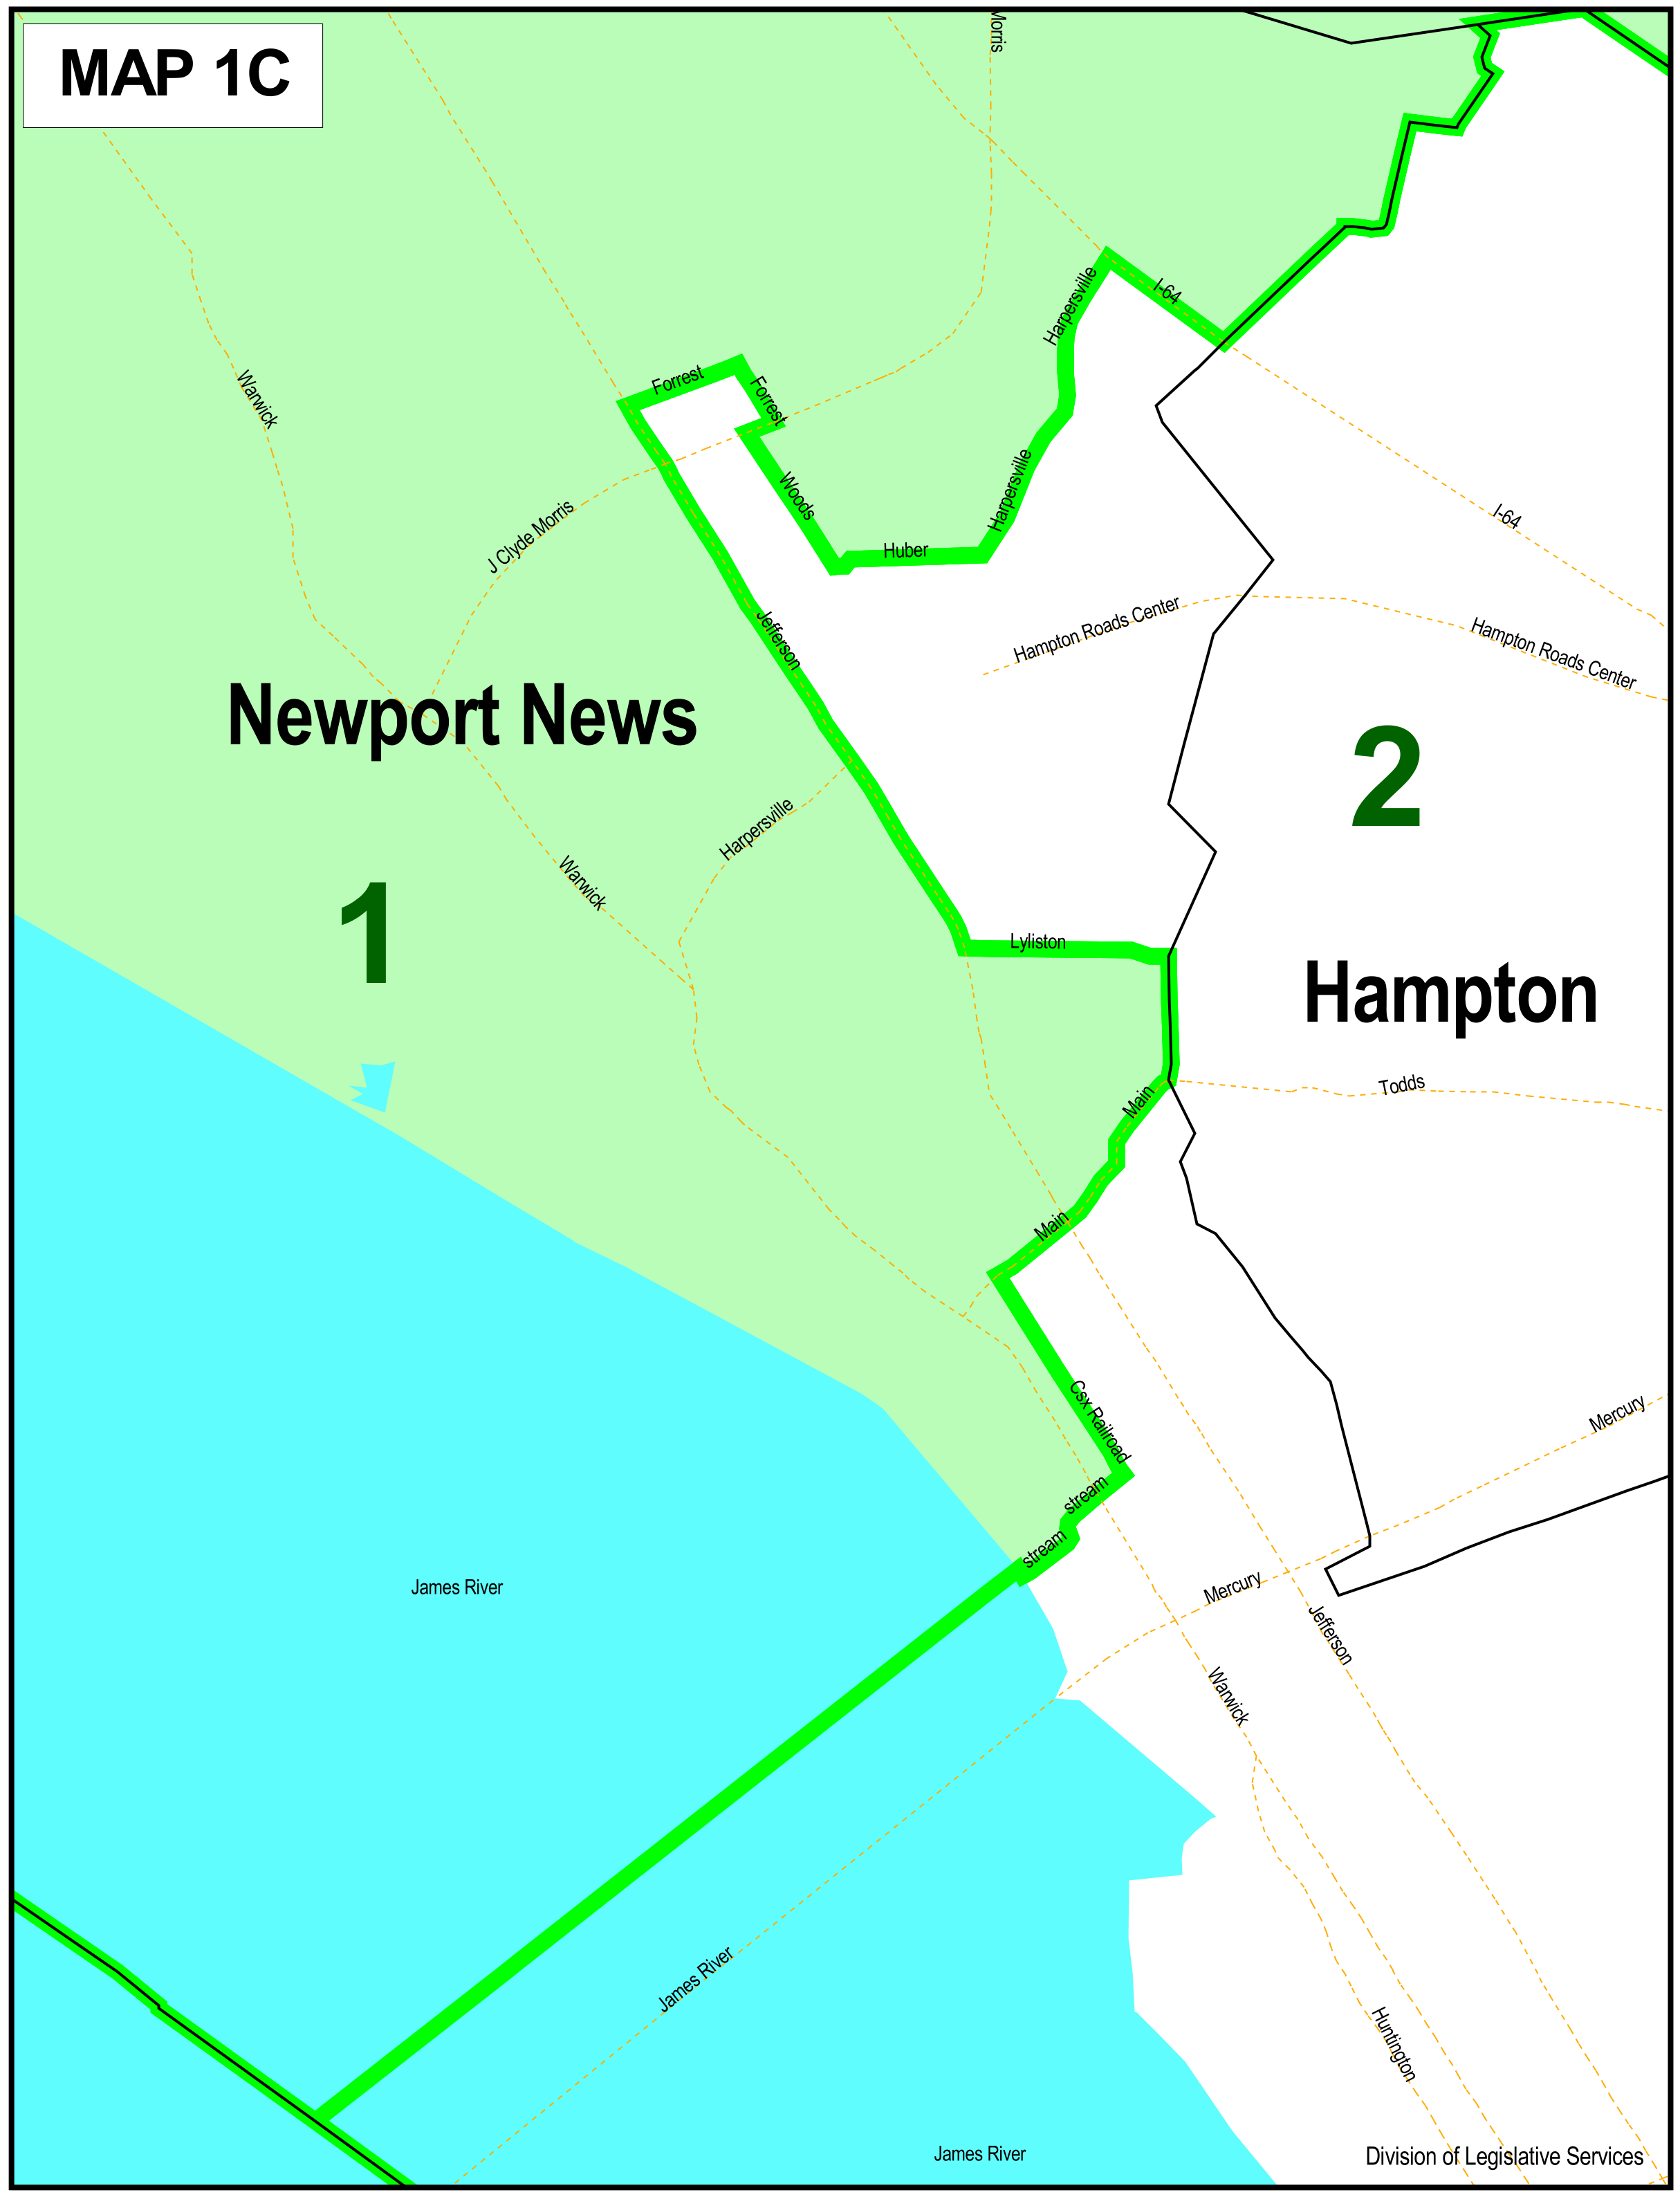 Morris
MAP 1C
I-64
Harpersville
Forrest
Forrest
Warwick
Woods
Harpersville
I-64
J Clyde Morris
Huber
Hampton Roads Center
Hampton Roads Center
Jefferson
Newport News
2
Harpersville
Warwick
1
Lyliston
Hampton
Todds
Main
Main
Csx Railroad
Mercury
stream
stream
James River
Mercury
Jefferson
Warwick
James River
Huntington
James River
Division of Legislative Services